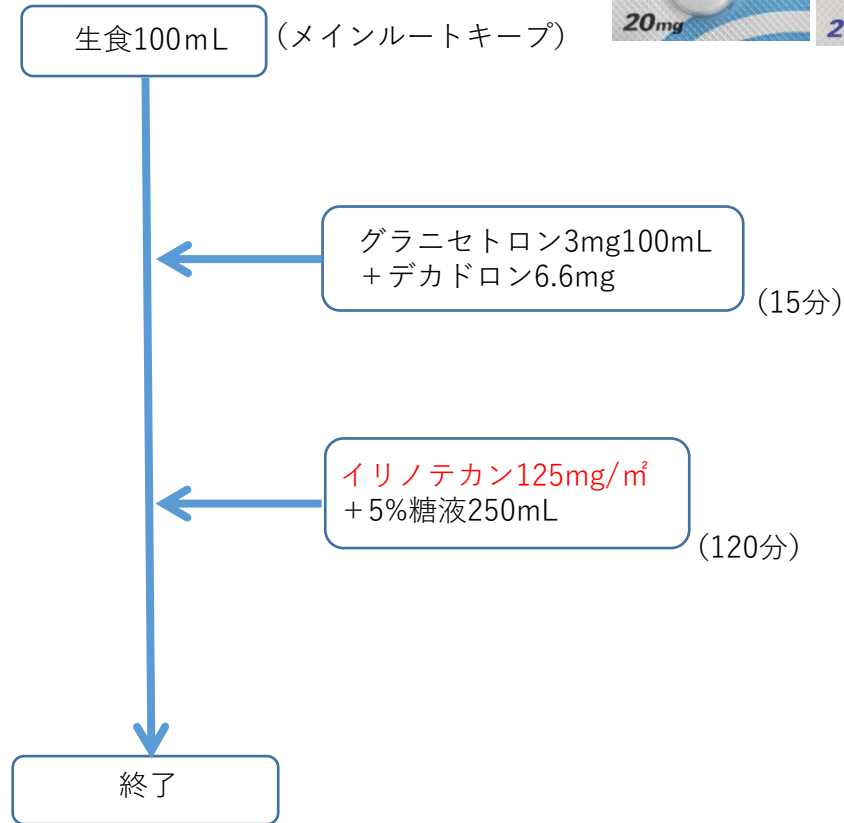 生食100mL
(メインルートキープ)
20mg
2
グラニセトロン3mg100mL
+デカドロン6.6mg
(15分)
イリノテカン125mg/㎡
+5%糖液250mL
(120分)
終了